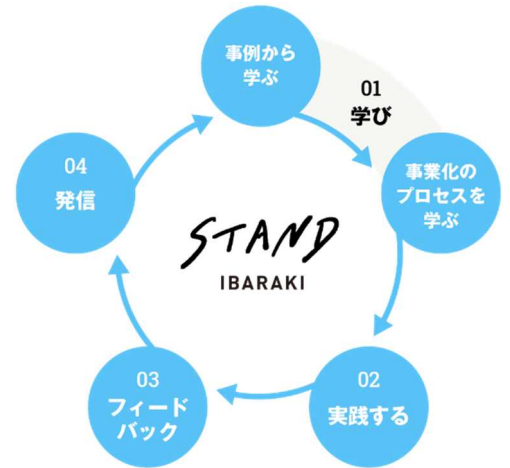 事例から
学ぶ
01
学び
事業化の
プロセスを
学ぶ
02
実践する
03
フィード
バック
04
発信
STAND
IBARAKI